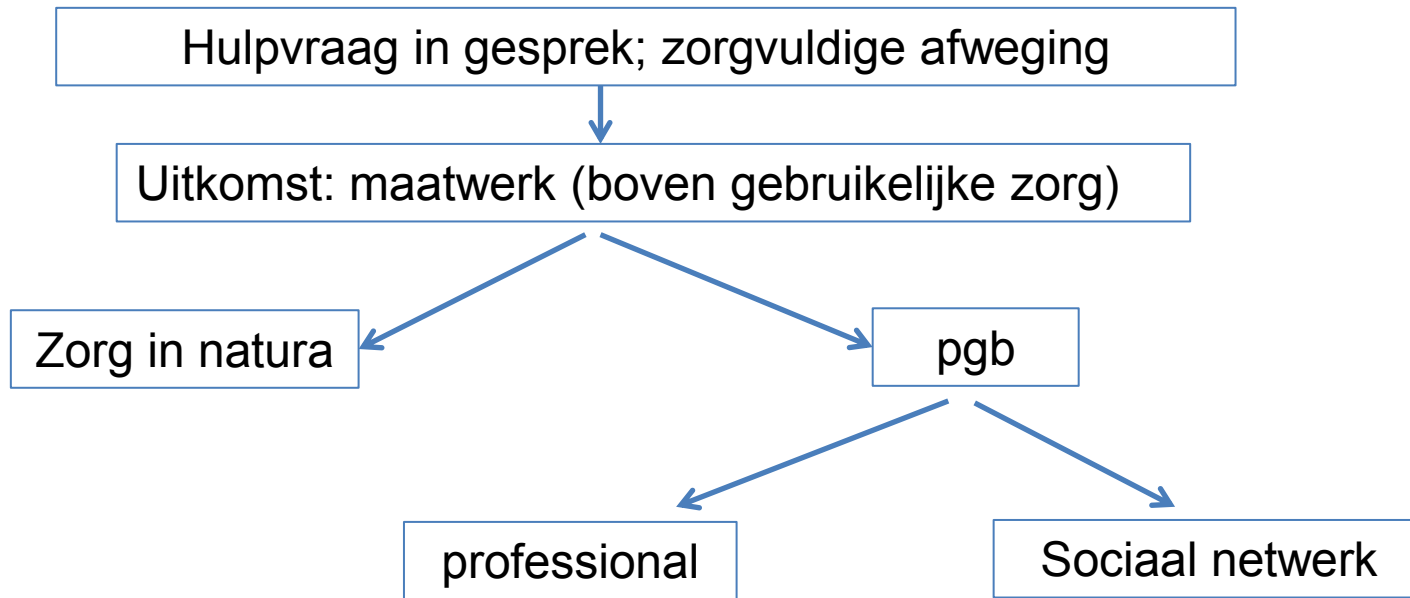 Hulpvraag in gesprek; zorgvuldige afweging
Uitkomst: maatwerk (boven gebruikelijke zorg)
Zorg in natura
pgb
professional
Sociaal netwerk